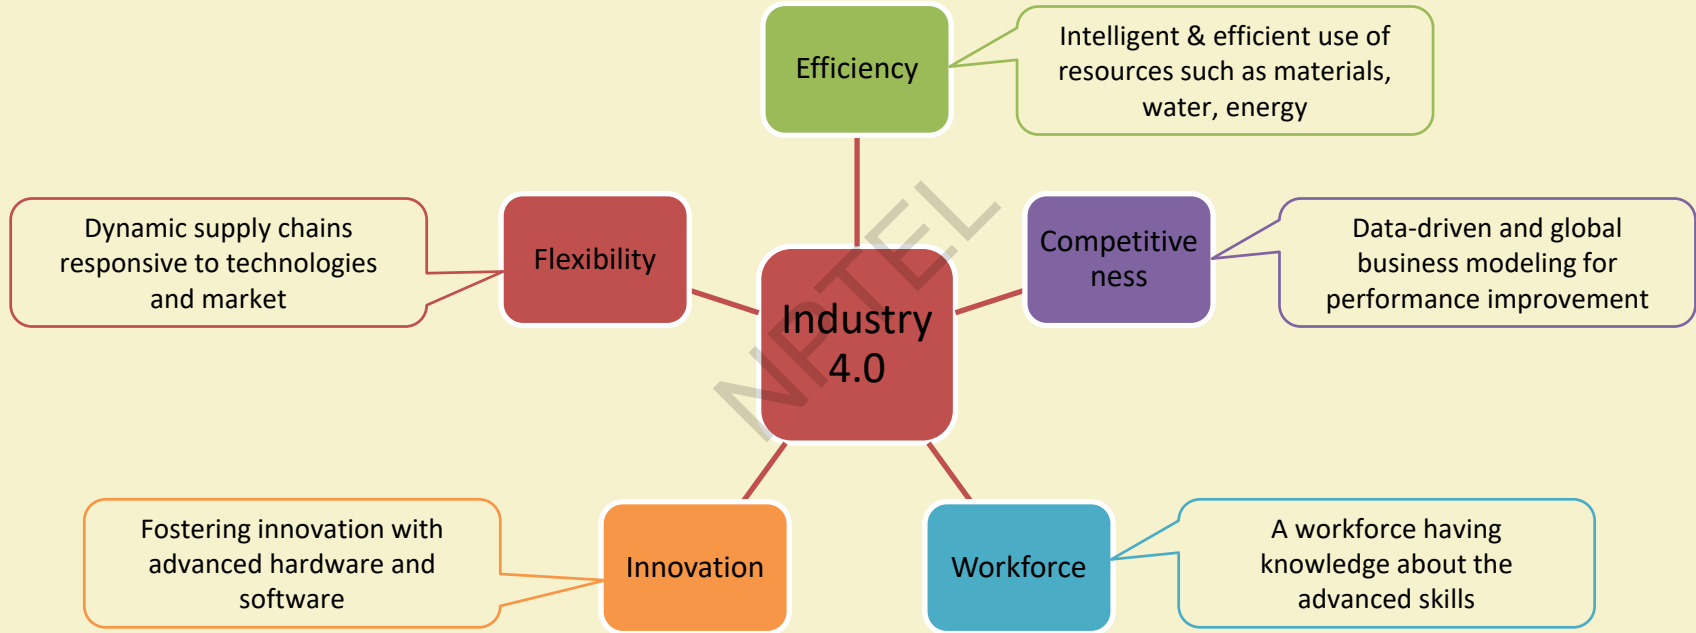 Efficiency
Intelligent & efficient use of
resources such as materials,
water, energy
Dynamic supply chains
responsive to technologies
and market
Flexibility
Competitive
ness
Data-driven and global
business modeling for
performance improvement
Industry
4.0
NPTEL
Fostering innovation with
advanced hardware and
software
Innovation
Workforce
A workforce having
knowledge about the
advanced skills